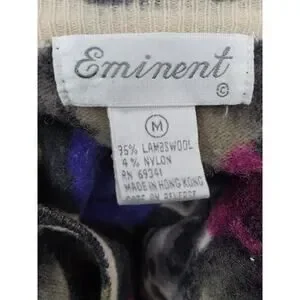 Eminent
©
M
95% LAMBSWOOL
4% NYLON
RN 69341
MADE IN HONG KONG